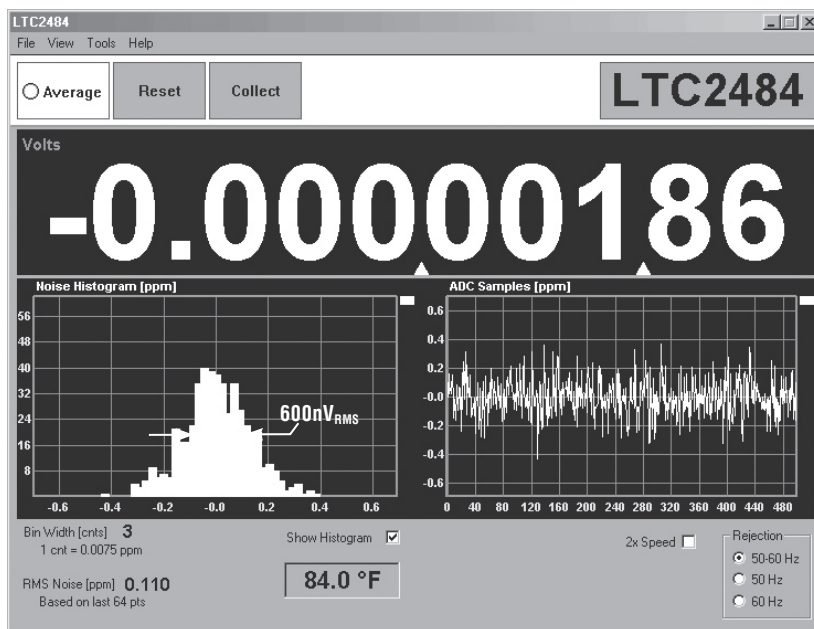 LTC2484
File View Tools Help
Average Reset Collect LTC2484
Volts
-0.00000186
Noise Histogram [ppm]
56
48
40
32
24
16
8
-0.6 -0.4 -0.2 -0.0 0.2 0.4 0.6
600nVRMS
ADC Samples [ppm]
0.6
0.4
0.2
-0.0
-0.2
-0.4
-0.6
0 40 80 120 160 200 240 280 320 360 400 440 480
Bin Width [cnts] 3
1 cnt = 0.0075 ppm
RMS Noise [ppm] 0.110
Based on last 64 pts
Show Histogram
84.0 °F
2x Speed
Rejection
50-60 Hz
50 Hz
60 Hz